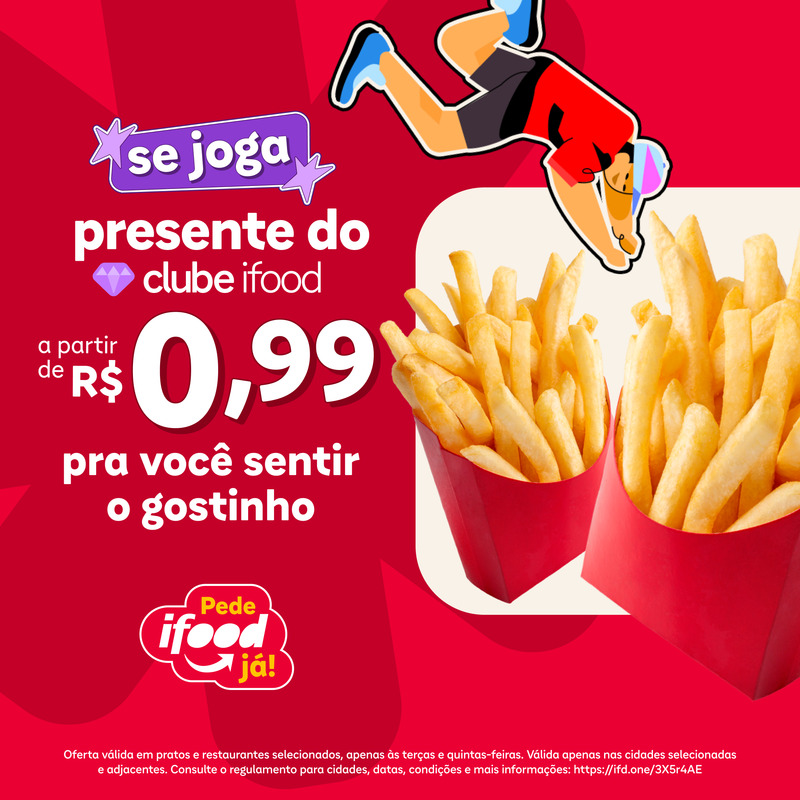 se joga
presente do
clube ifood
a partir
de R$ 0,99
pra você sentir
o gostinho
Pede
ifood
já!
Oferta válida em pratos e restaurantes selecionados, apenas às terças e quintas-feiras. Válida apenas nas cidades selecionadas
e adjacentes. Consulte o regulamento para cidades, datas, condições e mais informações: https://ifd.one/3X5r4AE